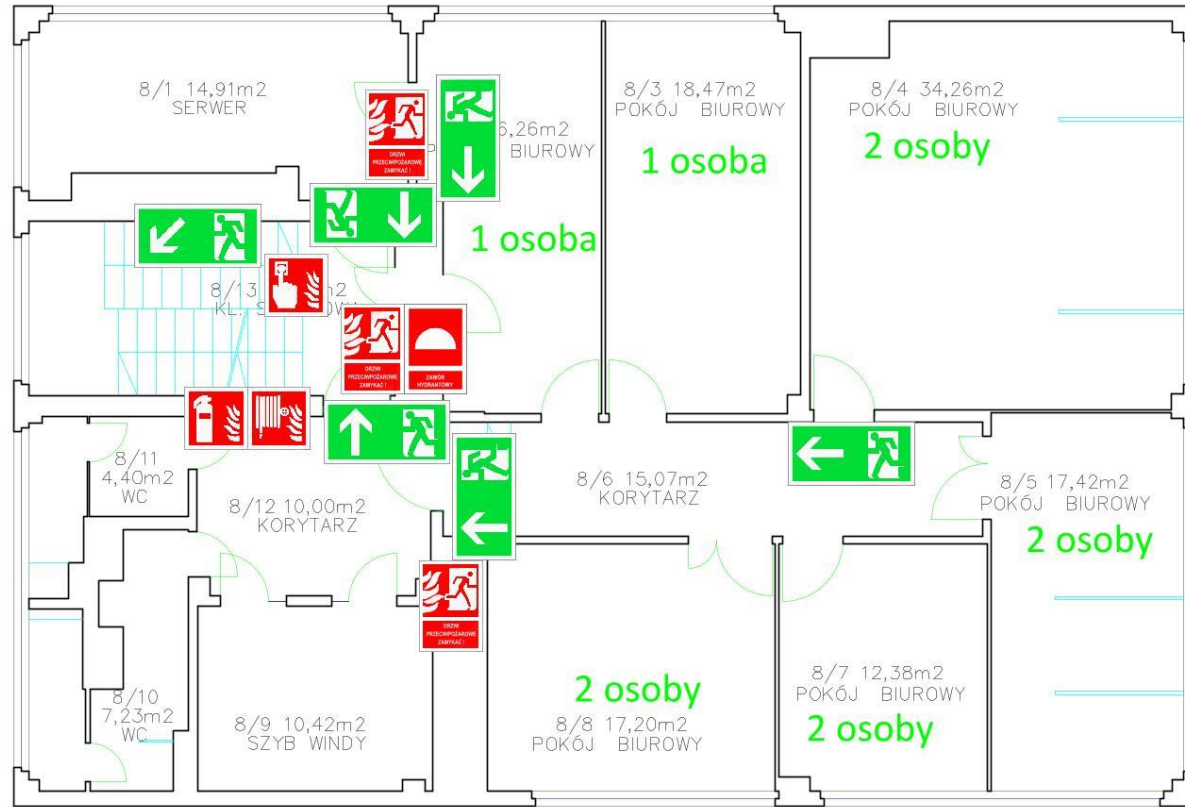 8/1 14,91m2
SERWER
DRZWI
PRZECIWPOŻAROWE
ZAMYKAĆ !
6,26m2
BIUROWY
1 osoba
8/3 18,47m2
POKÓJ BIUROWY
1 osoba
8/4 34,26m2
POKÓJ BIUROWY
2 osoby
8/13
KL.
DRZWI
PRZECIWPOŻAROWE
ZAMYKAĆ !
ZAWÓR
HYDRANTOWY
8/11
4,40m2
WC
8/12 10,00m2
KORYTARZ
8/6 15,07m2
KORYTARZ
8/5 17,42m2
POKÓJ BIUROWY
2 osoby
DRZWI
PRZECIWPOŻAROWE
ZAMYKAĆ !
8/10
7,23m2
WC
8/9 10,42m2
SZYB WINDY
2 osoby
8/8 17,20m2
POKÓJ BIUROWY
8/7 12,38m2
POKÓJ BIUROWY
2 osoby